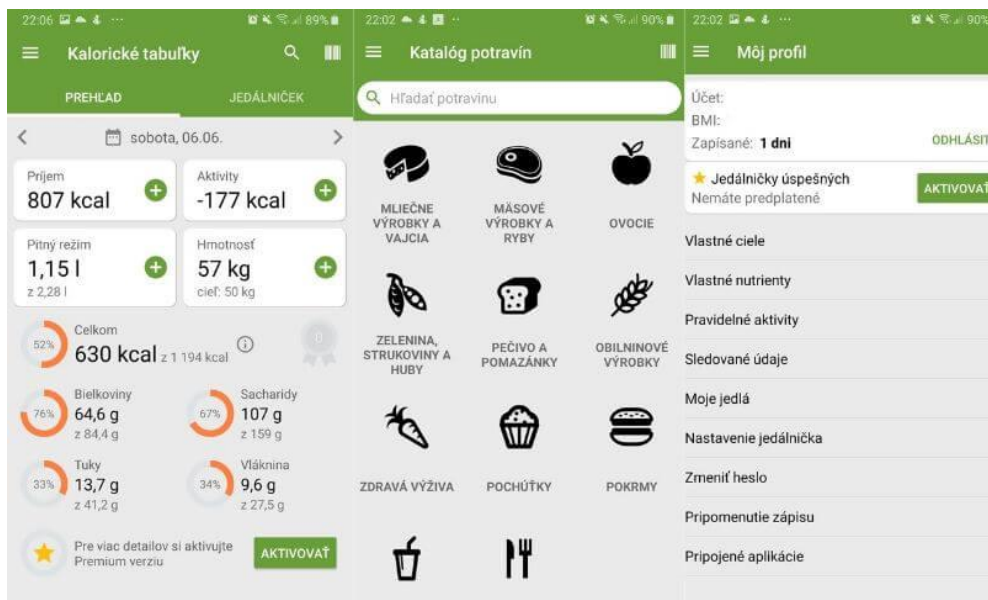 22:06 89%
Kalorické tabuľky
PREHĽAD JEDÁLNIČEK
sobota, 06.06.
Príjem Aktivity
807 kcal -177 kcal
Pitný režim Hmotnosť
1,15 l 57 kg
z 2,28 l cieľ: 50 kg
Celkom
52% 630 kcal z 1 194 kcal
0
Bielkoviny Sacharidy
76% 64,6 g 67% 107 g
z 84,4 g z 159 g
Tuky Vláknina
33% 13,7 g 34% 9,6 g
z 41,2 g z 27,5 g
Pre viac detailov si aktivujte
Premium verziu
AKTIVOVAŤ
22:02 90%
Katalóg potravín
Hľadať potravinu
MLIEČNE
VÝROBKY A
VAJCIA
MÄSOVÉ
VÝROBKY A
RYBY
OVOCIE
ZELENINA,
STRUKOVINY A
HUBY
PEČIVO A
POMAZÁNKY
OBILNINOVÉ
VÝROBKY
ZDRAVÁ VÝŽIVA POCHÚŤKY POKRMY
22:02 90%
Môj profil
Účet:
BMI:
Zapísané: 1 dni ODHLÁSIŤ
Jedálničky úspešných
Nemáte predplatené
AKTIVOVAŤ
Vlastné ciele
Vlastné nutrienty
Pravidelné aktivity
Sledované údaje
Moje jedlá
Nastavenie jedálnička
Zmeniť heslo
Pripomenutie zápisu
Pripojené aplikácie